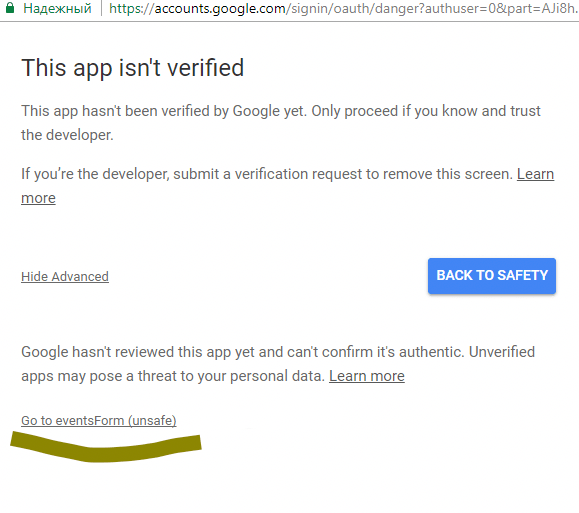 Надежный
https://accounts.google.com/signin/oauth/danger?authuser=0&part=AJi8h.
This app isn't verified
This app hasn't been verified by Google yet. Only proceed if you know and trust
the developer.
If you’re the developer, submit a verification request to remove this screen. Learn
more
Hide Advanced
BACK TO SAFETY
Google hasn't reviewed this app yet and can't confirm it's authentic. Unverified
apps may pose a threat to your personal data. Learn more
Go to eventsForm (unsafe)